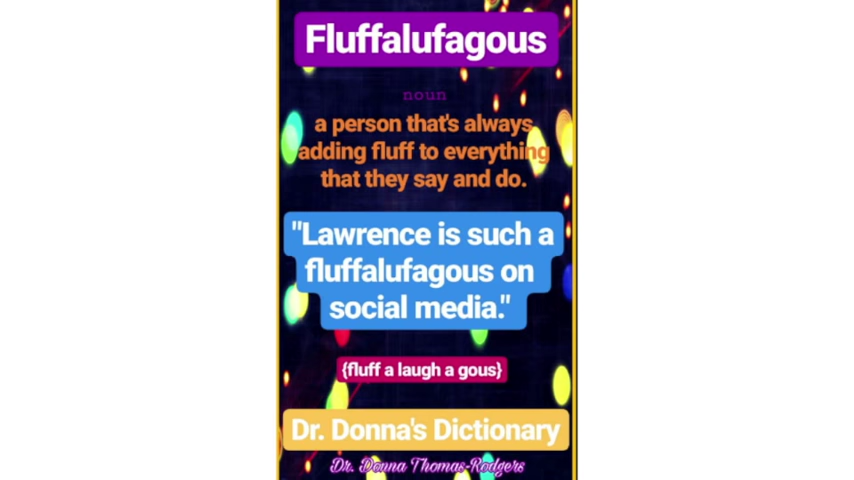 Fluffalufagous
noun
a person that's always
adding fluff to everything
that they say and do.
"Lawrence is such a
fluffalufagous on
social media."
{fluff a laugh a gous}
Dr. Donna's Dictionary
Dr. Donna Thomas-Rodgers